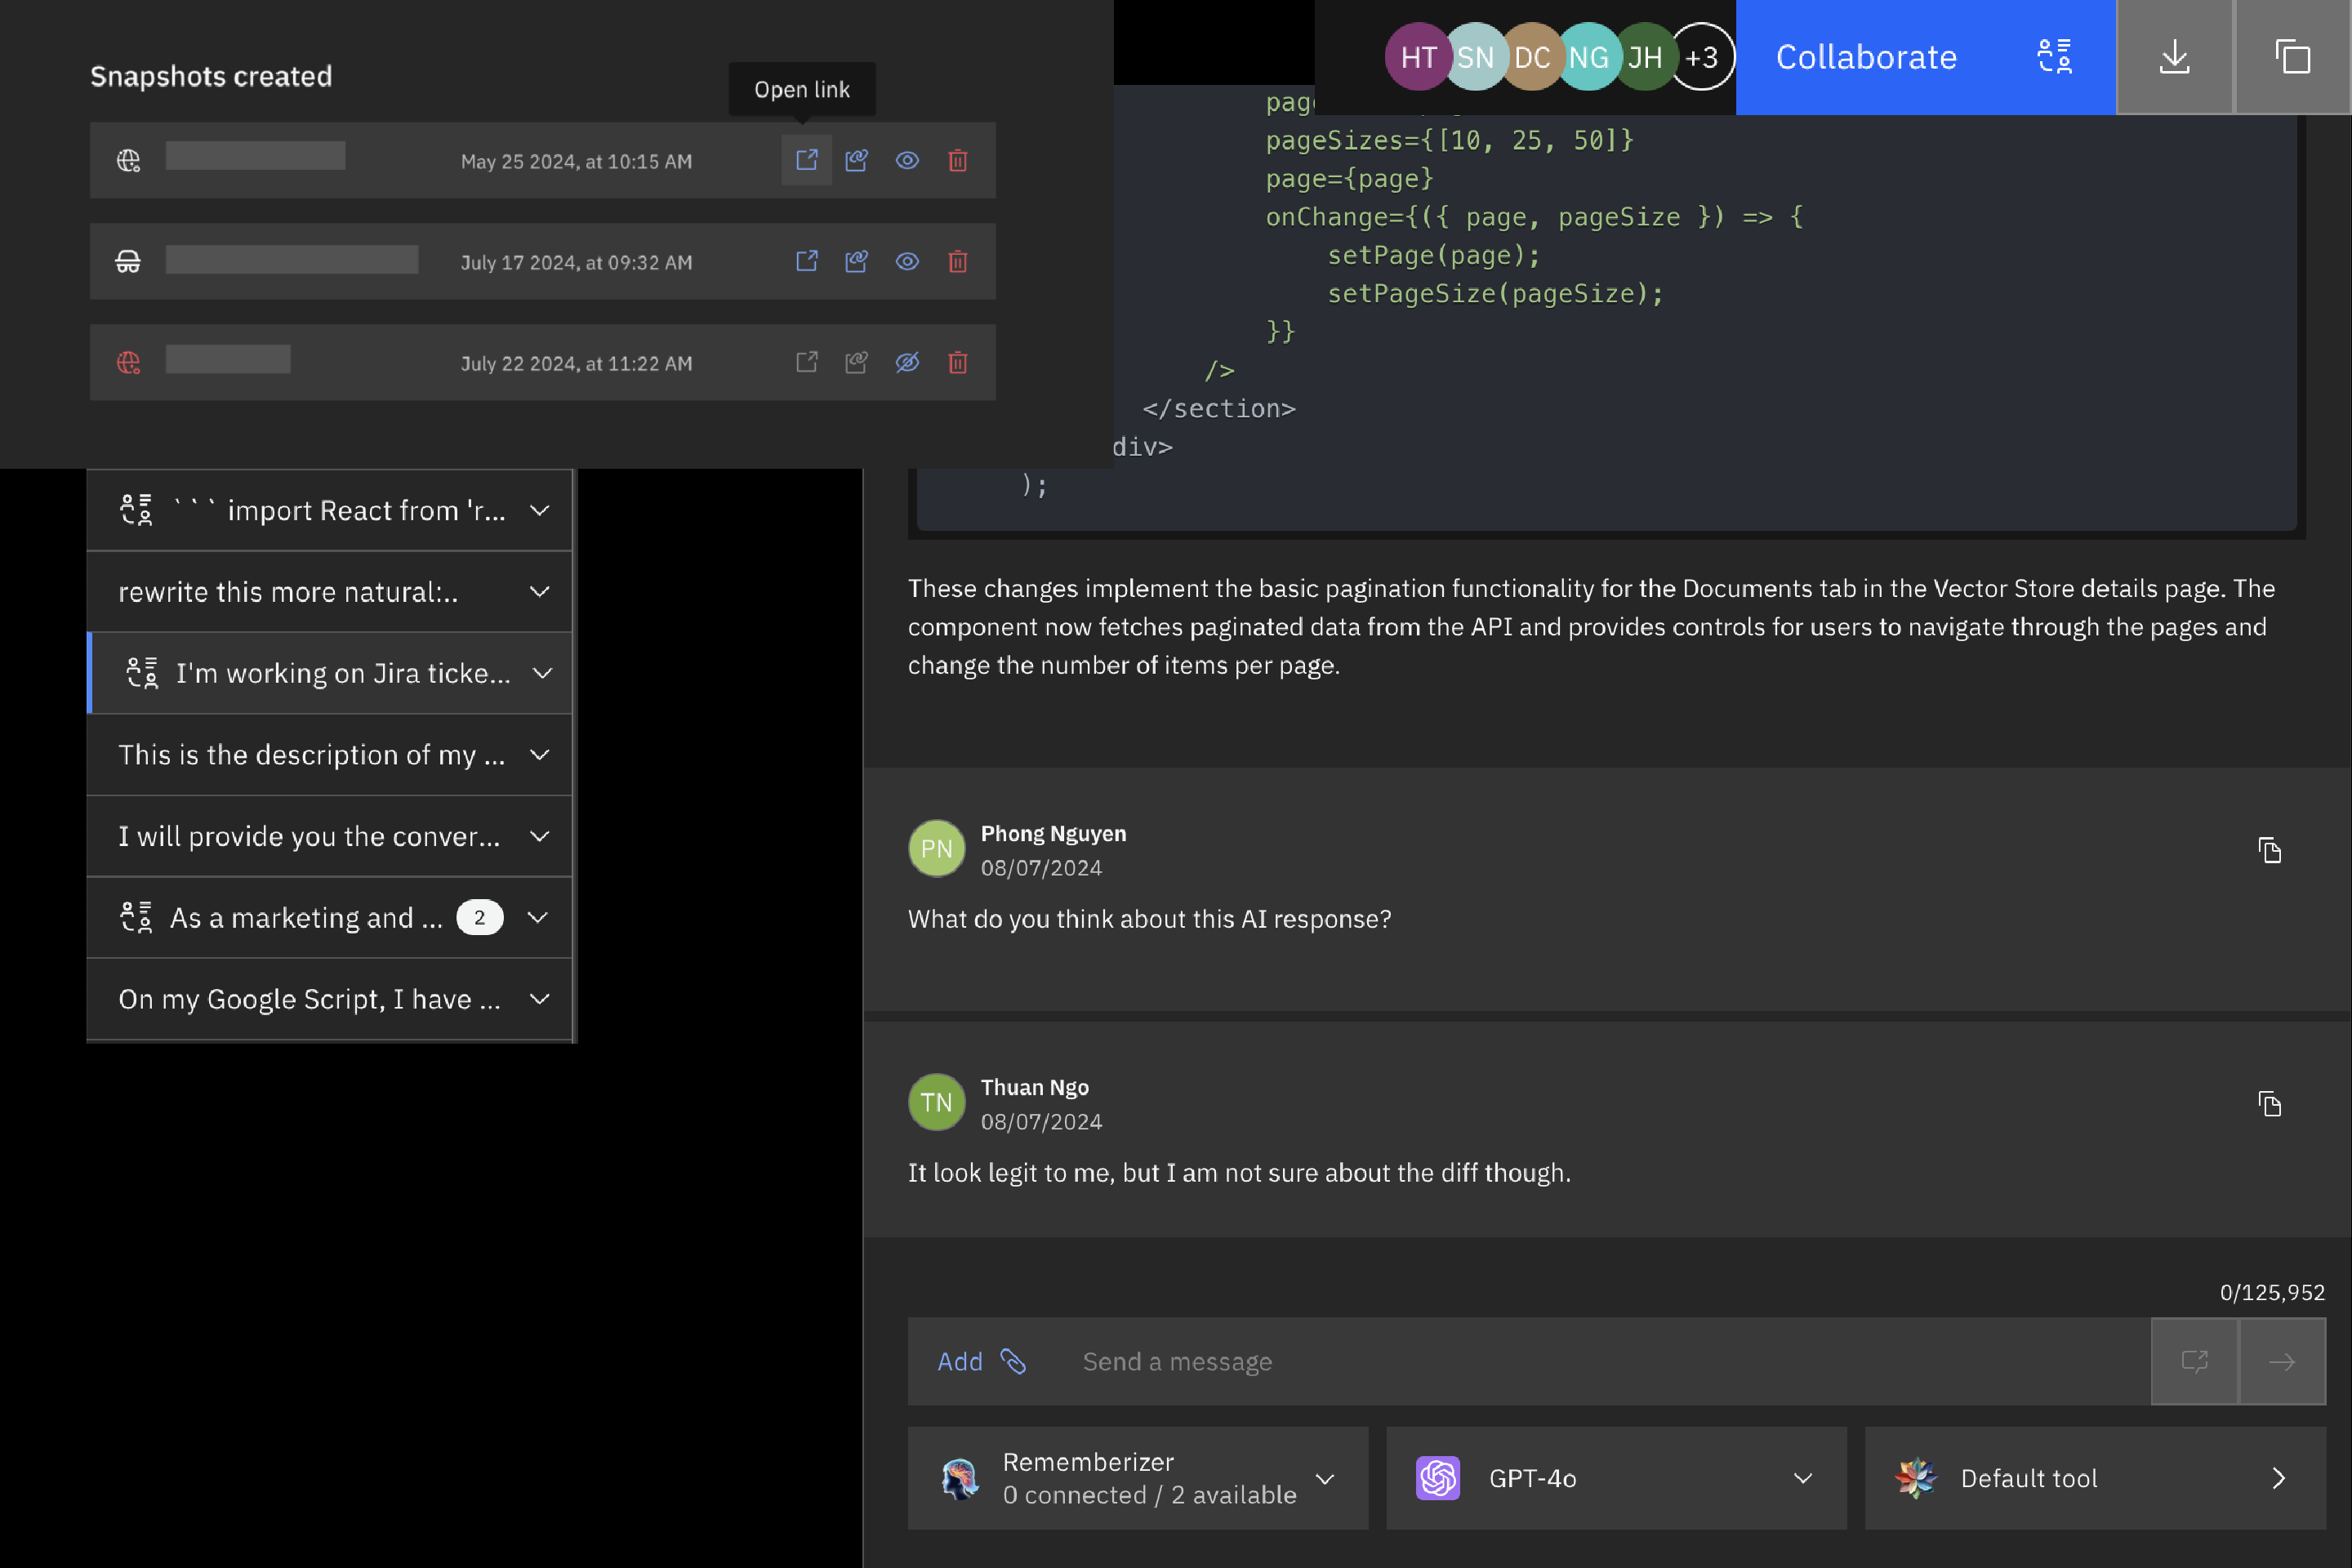 Snapshots created
Open link
May 25 2024, at 10:15 AM
July 17 2024, at 09:32 AM
July 22 2024, at 11:22 AM
HT SN DC NG JH +3
Collaborate
pageSizes={[10, 25, 50]}
page={page}
onChange={({ page, pageSize }) => {
setPage(page);
setPageSize(pageSize);
}}
/>
</section>
div>
);
``` import React from 'r...
rewrite this more natural:..
I'm working on Jira ticke...
This is the description of my ...
I will provide you the conver...
As a marketing and ... 2
On my Google Script, I have ...
These changes implement the basic pagination functionality for the Documents tab in the Vector Store details page. The
component now fetches paginated data from the API and provides controls for users to navigate through the pages and
change the number of items per page.
PN
Phong Nguyen
08/07/2024
What do you think about this AI response?
TN
Thuan Ngo
08/07/2024
It look legit to me, but I am not sure about the diff though.
0/125,952
Add
Send a message
Rememberizer
0 connected / 2 available
GPT-4o
Default tool